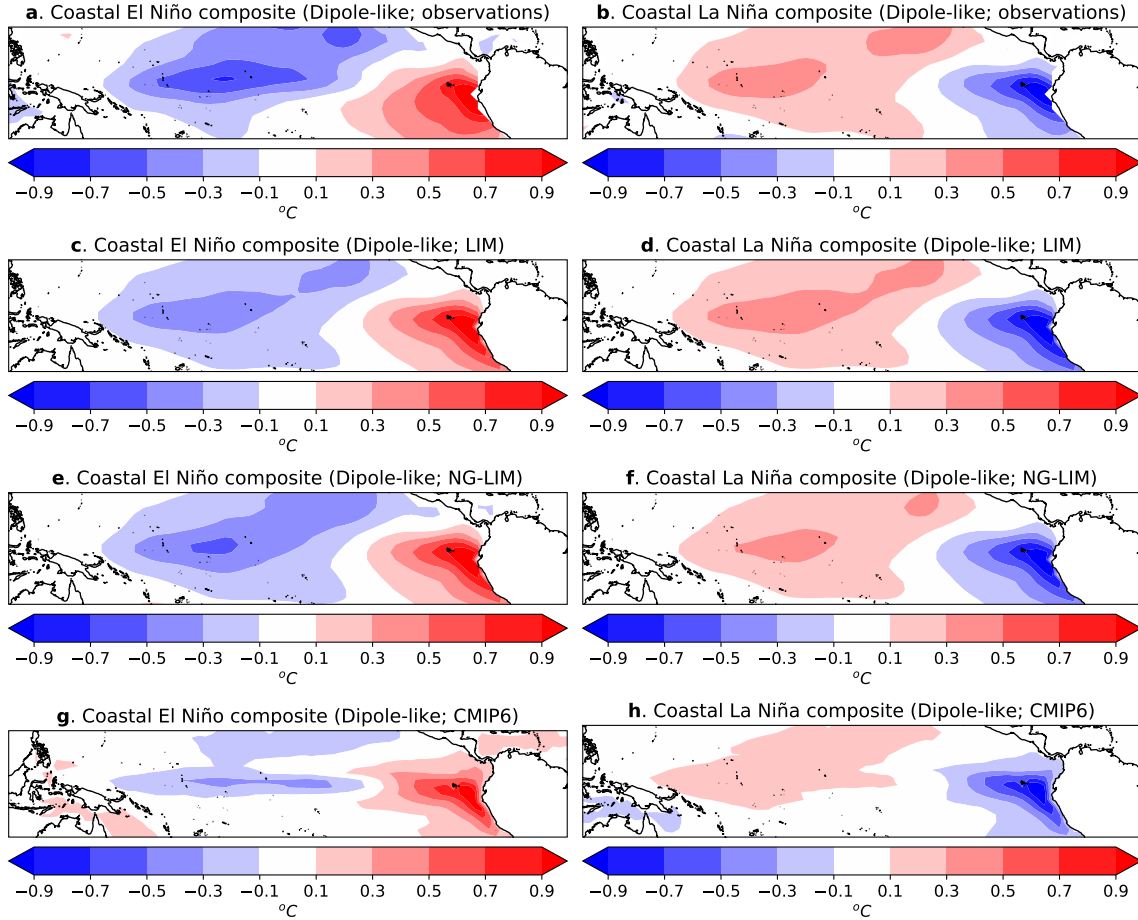 a. Coastal El Niño composite (Dipole-like; observations)
b. Coastal La Niña composite (Dipole-like; observations)
−0.9 −0.7 −0.5 −0.3 −0.1 0.1 0.3 0.5 0.7 0.9
°C
−0.9 −0.7 −0.5 −0.3 −0.1 0.1 0.3 0.5 0.7 0.9
°C
c. Coastal El Niño composite (Dipole-like; LIM)
d. Coastal La Niña composite (Dipole-like; LIM)
−0.9 −0.7 −0.5 −0.3 −0.1 0.1 0.3 0.5 0.7 0.9
°C
−0.9 −0.7 −0.5 −0.3 −0.1 0.1 0.3 0.5 0.7 0.9
°C
e. Coastal El Niño composite (Dipole-like; NG-LIM)
f. Coastal La Niña composite (Dipole-like; NG-LIM)
−0.9 −0.7 −0.5 −0.3 −0.1 0.1 0.3 0.5 0.7 0.9
°C
−0.9 −0.7 −0.5 −0.3 −0.1 0.1 0.3 0.5 0.7 0.9
°C
g. Coastal El Niño composite (Dipole-like; CMIP6)
h. Coastal La Niña composite (Dipole-like; CMIP6)
−0.9 −0.7 −0.5 −0.3 −0.1 0.1 0.3 0.5 0.7 0.9
°C
−0.9 −0.7 −0.5 −0.3 −0.1 0.1 0.3 0.5 0.7 0.9
°C